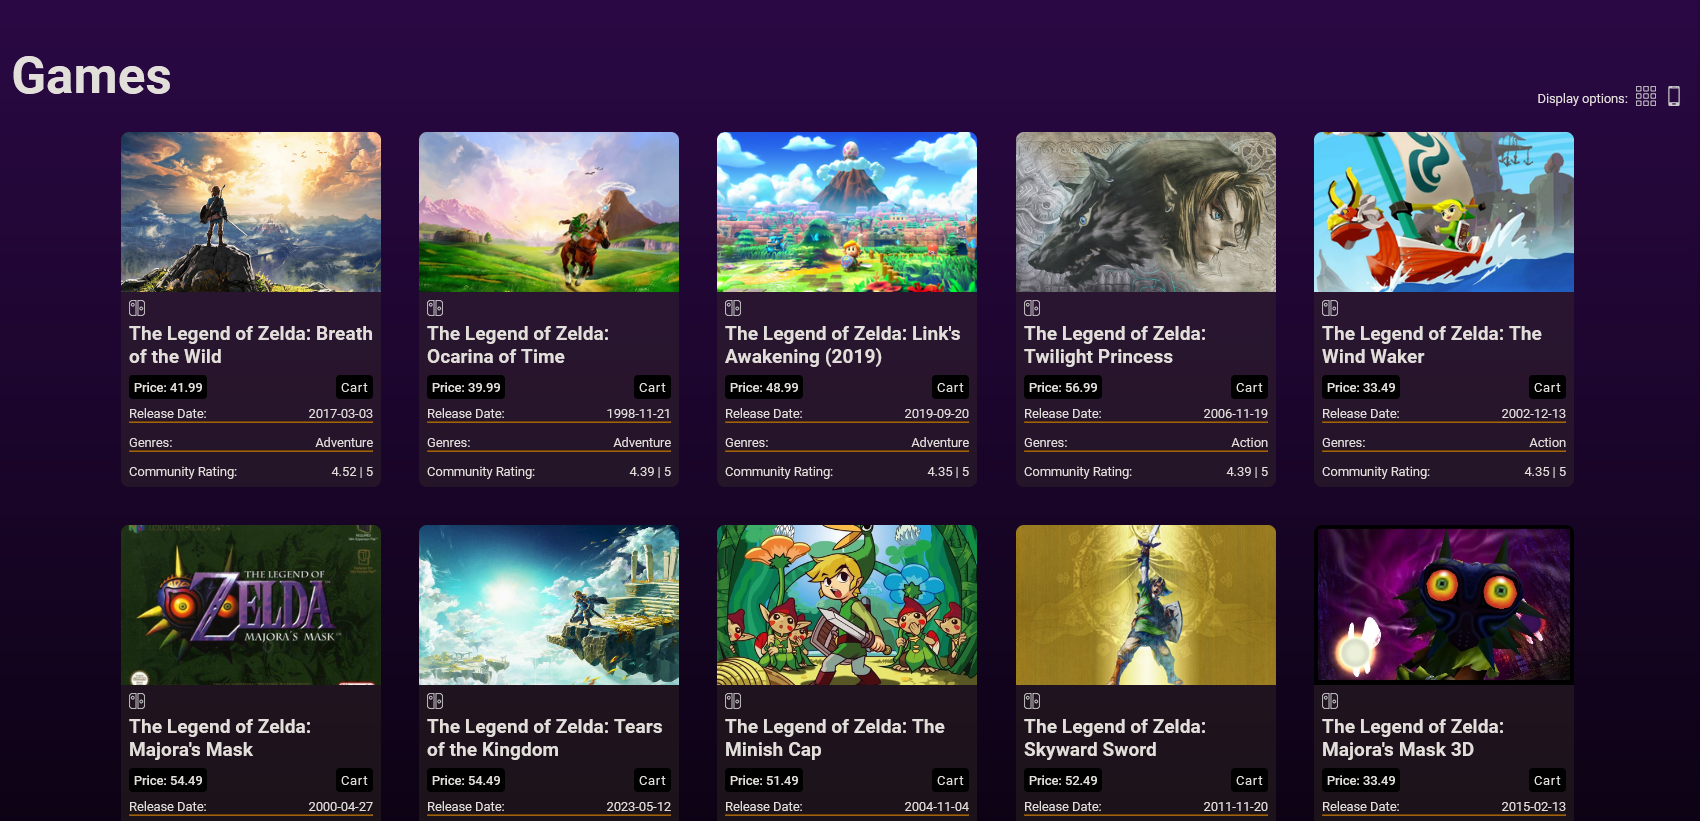 Games
Display options:
The Legend of Zelda: Breath
of the Wild
Price: 41.99
Cart
Release Date: 2017-03-03
Genres: Adventure
Community Rating: 4.52 | 5
The Legend of Zelda:
Ocarina of Time
Price: 39.99
Cart
Release Date: 1998-11-21
Genres: Adventure
Community Rating: 4.39 | 5
The Legend of Zelda: Link's
Awakening (2019)
Price: 48.99
Cart
Release Date: 2019-09-20
Genres: Adventure
Community Rating: 4.35 | 5
The Legend of Zelda:
Twilight Princess
Price: 56.99
Cart
Release Date: 2006-11-19
Genres: Action
Community Rating: 4.39 | 5
The Legend of Zelda: The
Wind Waker
Price: 33.49
Cart
Release Date: 2002-12-13
Genres: Action
Community Rating: 4.35 | 5
THE LEGEND OF
ZELDA
MAJORA'S MASK
The Legend of Zelda:
Majora's Mask
Price: 54.49
Cart
Release Date: 2000-04-27
The Legend of Zelda: Tears
of the Kingdom
Price: 54.49
Cart
Release Date: 2023-05-12
The Legend of Zelda: The
Minish Cap
Price: 51.49
Cart
Release Date: 2004-11-04
The Legend of Zelda:
Skyward Sword
Price: 52.49
Cart
Release Date: 2011-11-20
The Legend of Zelda:
Majora's Mask 3D
Price: 33.49
Cart
Release Date: 2015-02-13